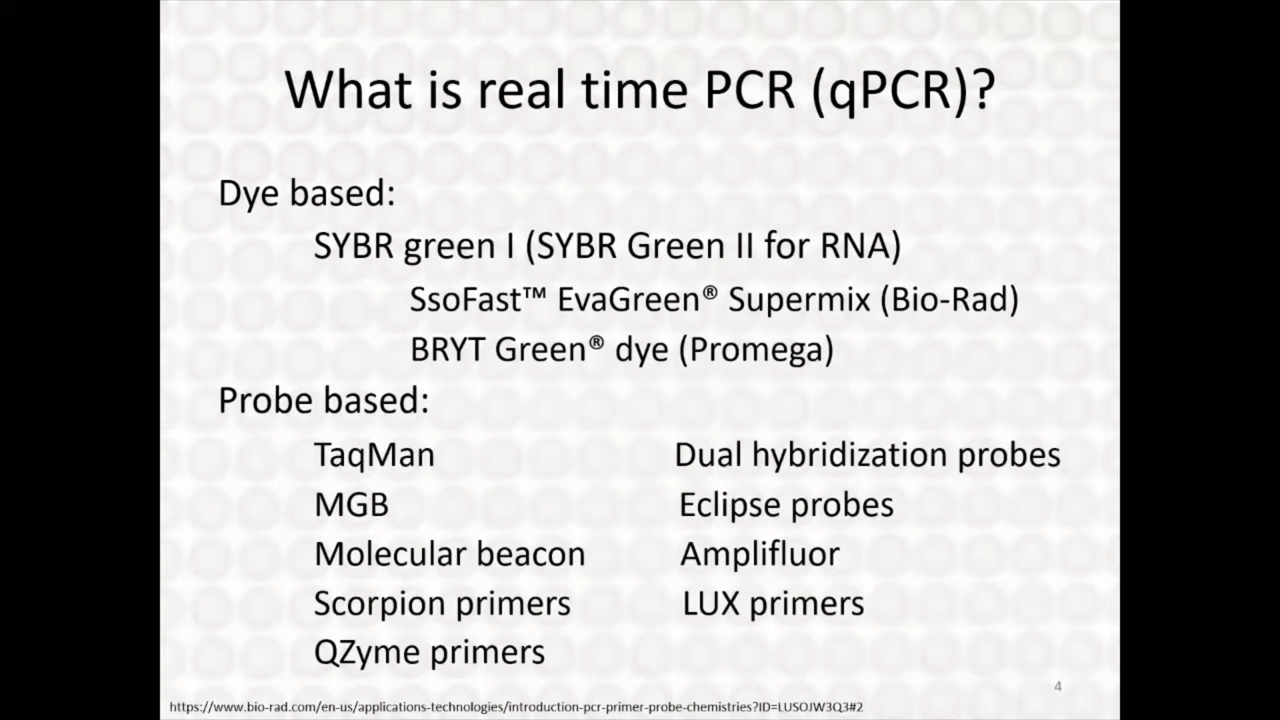 What is real time PCR (qPCR)?
Dye based:
SYBR green I (SYBR Green II for RNA)
SsoFast™ EvaGreen® Supermix (Bio-Rad)
BRYT Green® dye (Promega)
Probe based:
TaqMan Dual hybridization probes
MGB Eclipse probes
Molecular beacon Amplifluor
Scorpion primers LUX primers
QZyme primers
4
https://www.bio-rad.com/en-us/applications-technologies/introduction-pcr-primer-probe-chemistries?ID=LUSOJW3Q3#2